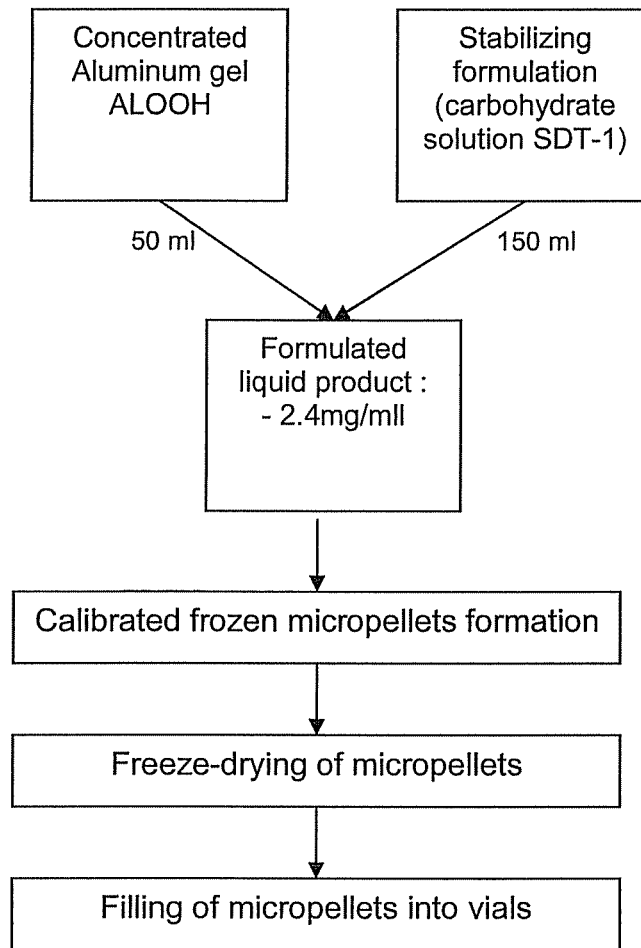 Concentrated
Aluminum gel
ALOOH
Stabilizing
formulation
(carbohydrate
solution SDT-1)
50 ml
150 ml
Formulated
liquid product :
- 2.4mg/mll
Calibrated frozen micropellets formation
Freeze-drying of micropellets
Filling of micropellets into vials